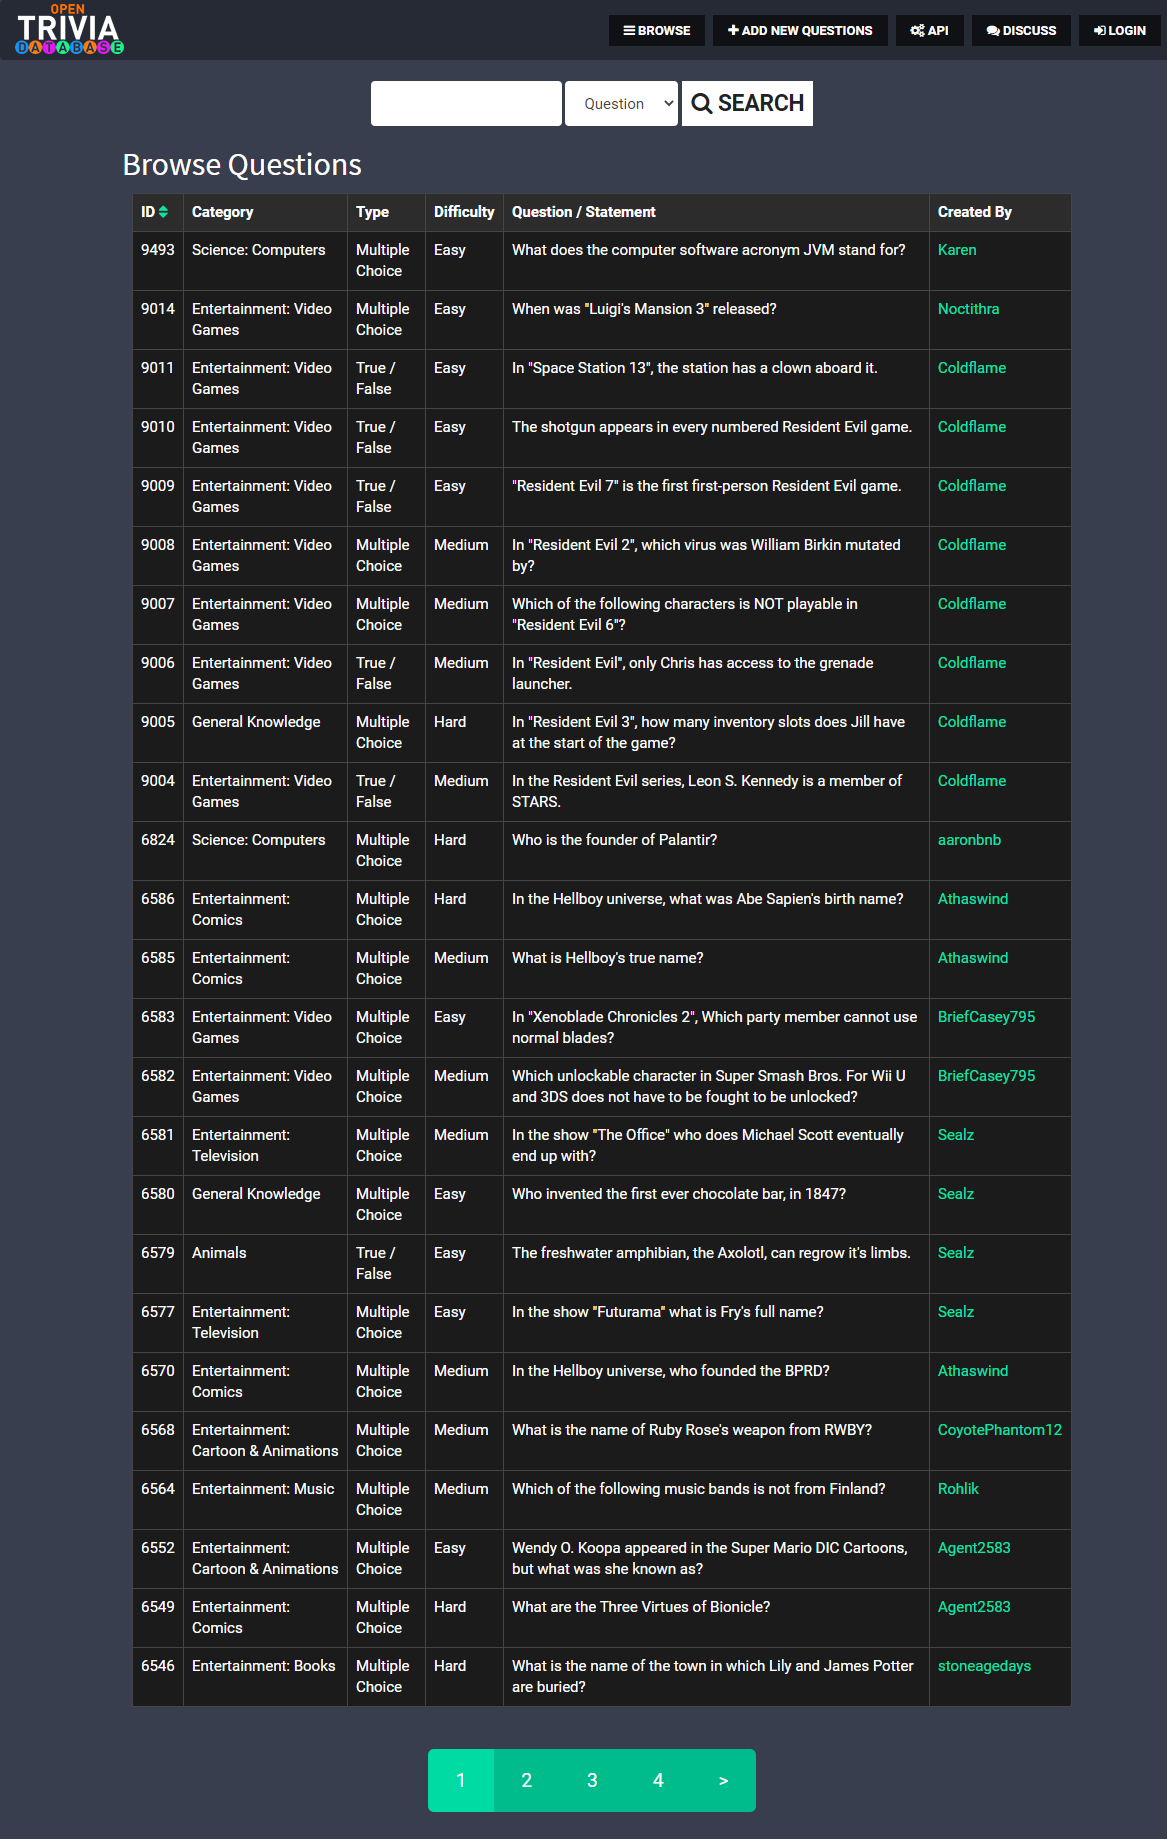 OPEN
TRIVIA
DATABASE
BROWSE ADD NEW QUESTIONS API DISCUSS LOGIN
Question SEARCH
Browse Questions
ID Category Type Difficulty Question / Statement Created By
9493 Science: Computers Multiple Easy What does the computer software acronym JVM stand for? Karen
Choice
9014 Entertainment: Video Multiple Easy When was "Luigi's Mansion 3" released? Noctithra
Games Choice
9011 Entertainment: Video True / Easy In "Space Station 13", the station has a clown aboard it. Coldflame
Games False
9010 Entertainment: Video True / Easy The shotgun appears in every numbered Resident Evil game. Coldflame
Games False
9009 Entertainment: Video True / Easy "Resident Evil 7" is the first first-person Resident Evil game. Coldflame
Games False
9008 Entertainment: Video Multiple Medium In "Resident Evil 2", which virus was William Birkin mutated Coldflame
Games Choice by?
9007 Entertainment: Video Multiple Medium Which of the following characters is NOT playable in Coldflame
Games Choice "Resident Evil 6"?
9006 Entertainment: Video True / Medium In "Resident Evil", only Chris has access to the grenade Coldflame
Games False launcher.
9005 General Knowledge Multiple Hard In "Resident Evil 3", how many inventory slots does Jill have Coldflame
Choice at the start of the game?
9004 Entertainment: Video True / Medium In the Resident Evil series, Leon S. Kennedy is a member of Coldflame
Games False STARS.
6824 Science: Computers Multiple Hard Who is the founder of Palantir? aaronbnb
Choice
6586 Entertainment: Multiple Hard In the Hellboy universe, what was Abe Sapien's birth name? Athaswind
Comics Choice
6585 Entertainment: Multiple Medium What is Hellboy's true name? Athaswind
Comics Choice
6583 Entertainment: Video Multiple Easy In "Xenoblade Chronicles 2", Which party member cannot use BriefCasey795
Games Choice normal blades?
6582 Entertainment: Video Multiple Medium Which unlockable character in Super Smash Bros. For Wii U BriefCasey795
Games Choice and 3DS does not have to be fought to be unlocked?
6581 Entertainment: Multiple Medium In the show "The Office" who does Michael Scott eventually Sealz
Television Choice end up with?
6580 General Knowledge Multiple Easy Who invented the first ever chocolate bar, in 1847? Sealz
Choice
6579 Animals True / Easy The freshwater amphibian, the Axolotl, can regrow it's limbs. Sealz
False
6577 Entertainment: Multiple Easy In the show "Futurama" what is Fry's full name? Sealz
Television Choice
6570 Entertainment: Multiple Medium In the Hellboy universe, who founded the BPRD? Athaswind
Comics Choice
6568 Entertainment: Multiple Medium What is the name of Ruby Rose's weapon from RWBY? CoyotePhantom12
Cartoon & Animations Choice
6564 Entertainment: Music Multiple Medium Which of the following music bands is not from Finland? Rohlik
Choice
6552 Entertainment: Multiple Easy Wendy O. Koopa appeared in the Super Mario DIC Cartoons, Agent2583
Cartoon & Animations Choice but what was she known as?
6549 Entertainment: Multiple Hard What are the Three Virtues of Bionicle? Agent2583
Comics Choice
6546 Entertainment: Books Multiple Hard What is the name of the town in which Lily and James Potter stoneagedays
Choice are buried?
1 2 3 4 >